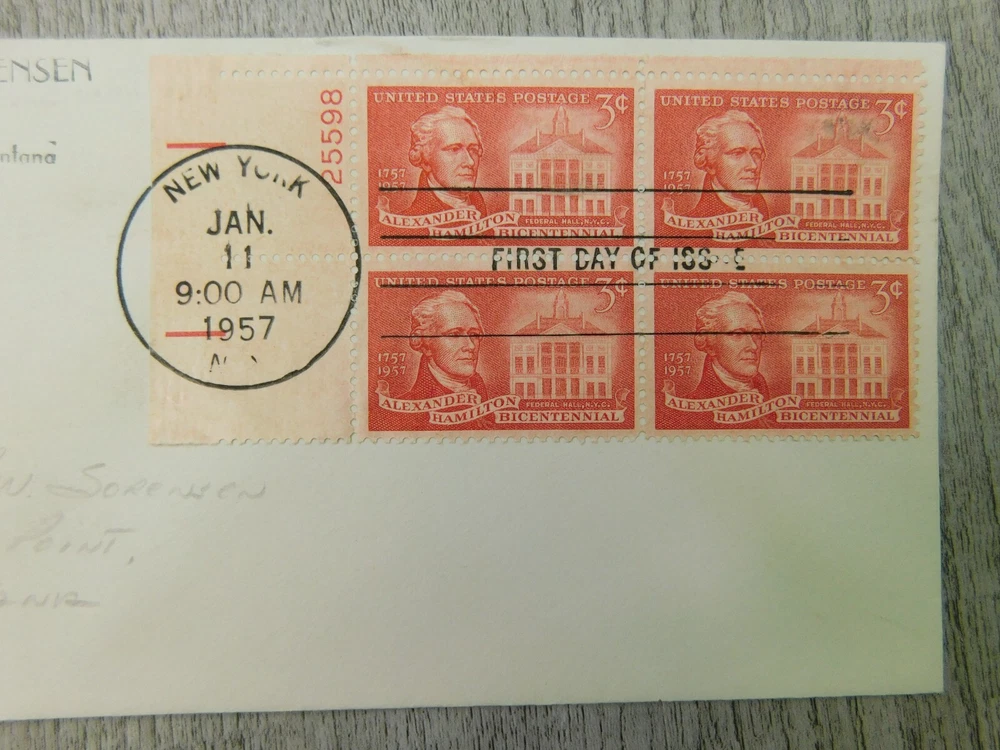 ENSEN
ntana
25598
NEW YORK
JAN.
11
9:00 AM
1957
FIRST DAY OF ISS E
UNITED STATES POSTAGE 3¢
1757
1957
ALEXANDER
HAMILTON
FEDERAL HALL, N.Y.C.
BICENTENNIAL
UNITED STATES POSTAGE 3¢
1757
1957
ALEXANDER
HAMILTON
FEDERAL HALL, N.Y.C.
BICENTENNIAL
UNITED STATES POSTAGE 3¢
1757
1957
ALEXANDER
HAMILTON
FEDERAL HALL, N.Y.C.
BICENTENNIAL
UNITED STATES POSTAGE 3¢
1757
1957
ALEXANDER
HAMILTON
FEDERAL HALL, N.Y.C.
BICENTENNIAL
W. SORENSEN
POINT,